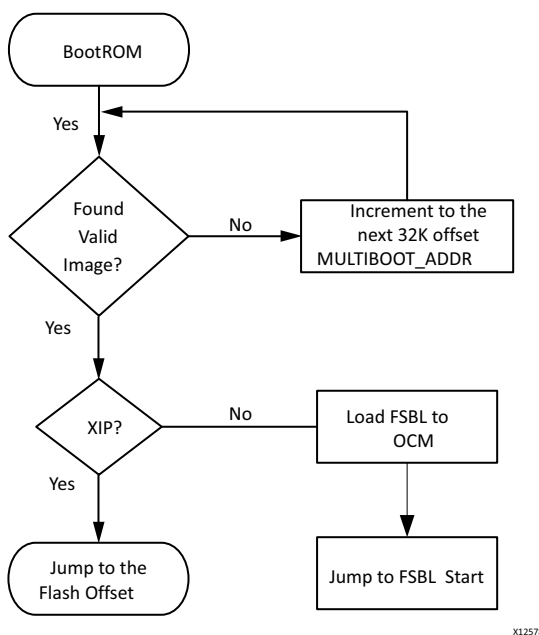 BootROM
Yes
Found
Valid
Image?
No
Increment to the
next 32K offset
MULTIBOOT_ADDR
Yes
XIP?
No
Load FSBL to
OCM
Yes
Jump to the
Flash Offset
Jump to FSBL Start
X1257